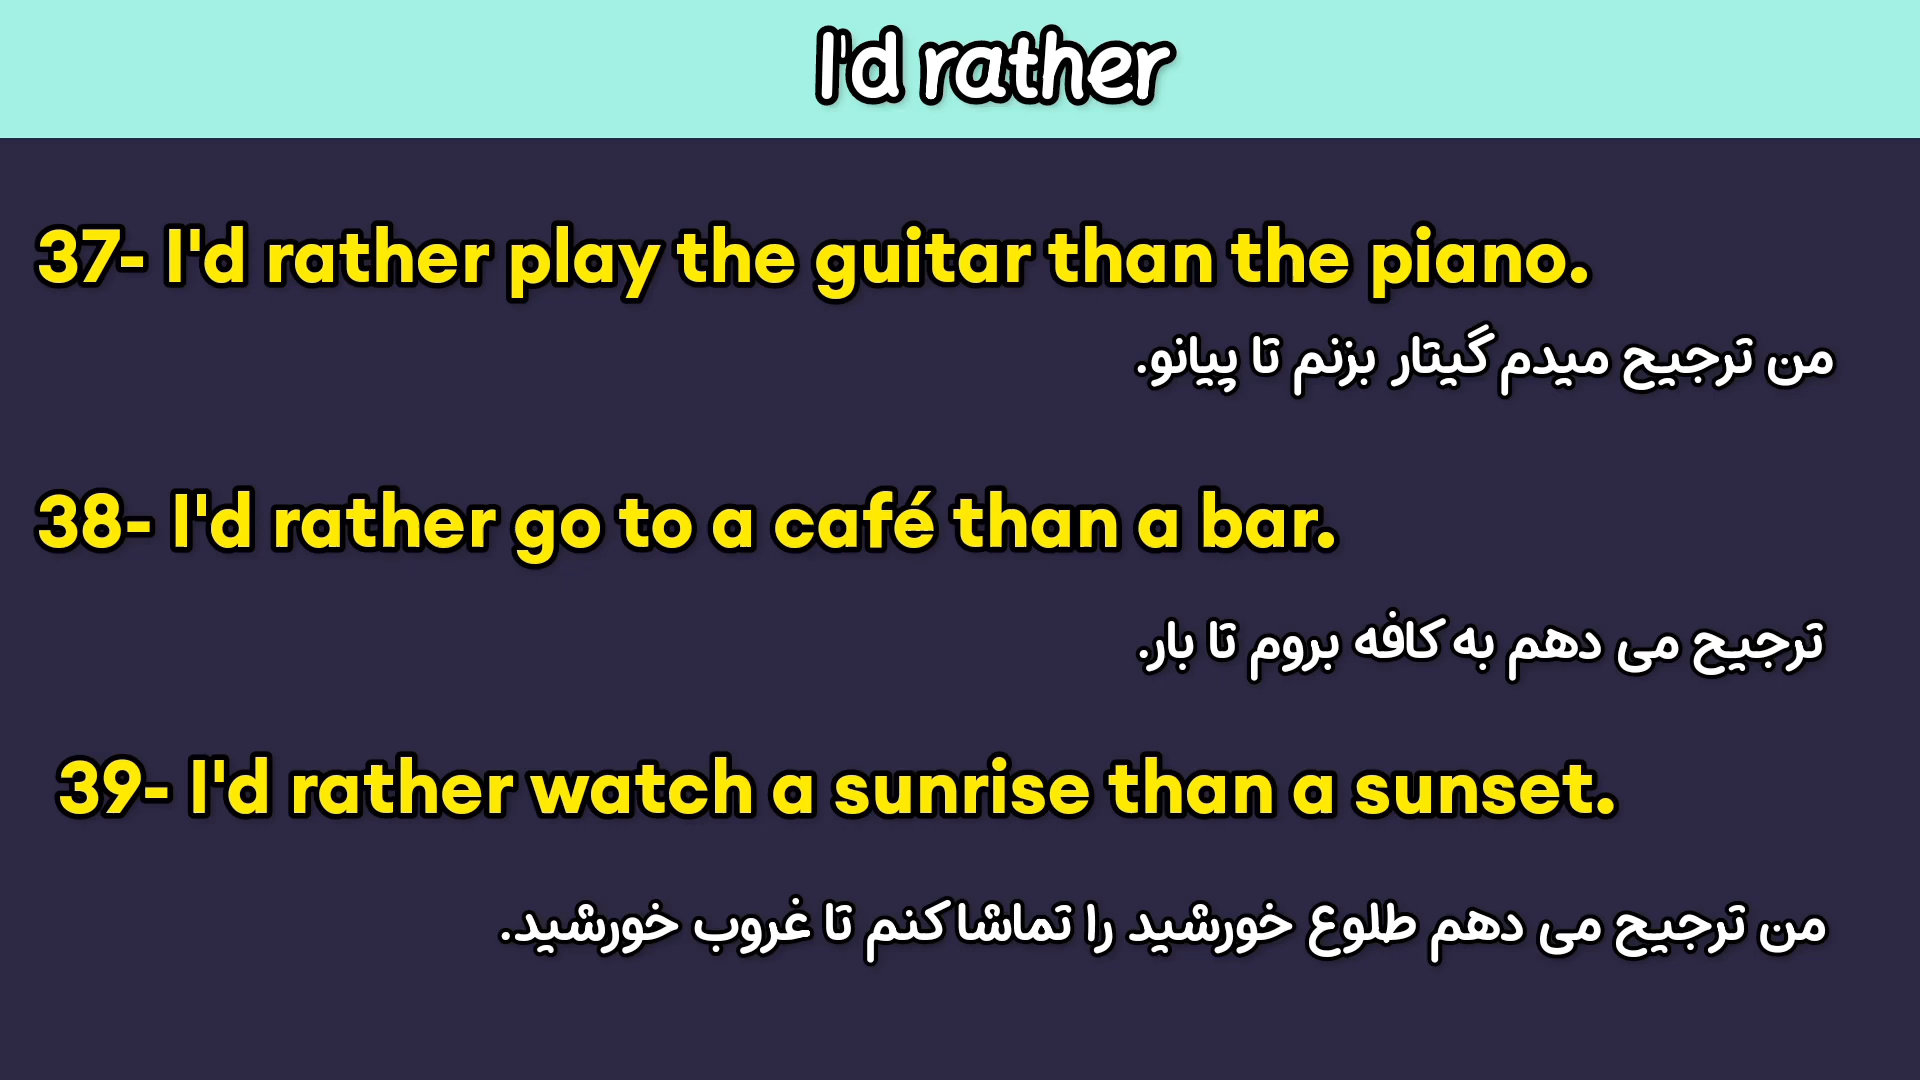 I'd rather
37- I'd rather play the guitar than the piano.
من ترجیح میدم گیتار بزنم تا پیانو.
38- I'd rather go to a café than a bar.
ترجیح می دهم به کافه بروم تا بار.
39- I'd rather watch a sunrise than a sunset.
من ترجیح می دهم طلوع خورشید را تماشا کنم تا غروب خورشید.